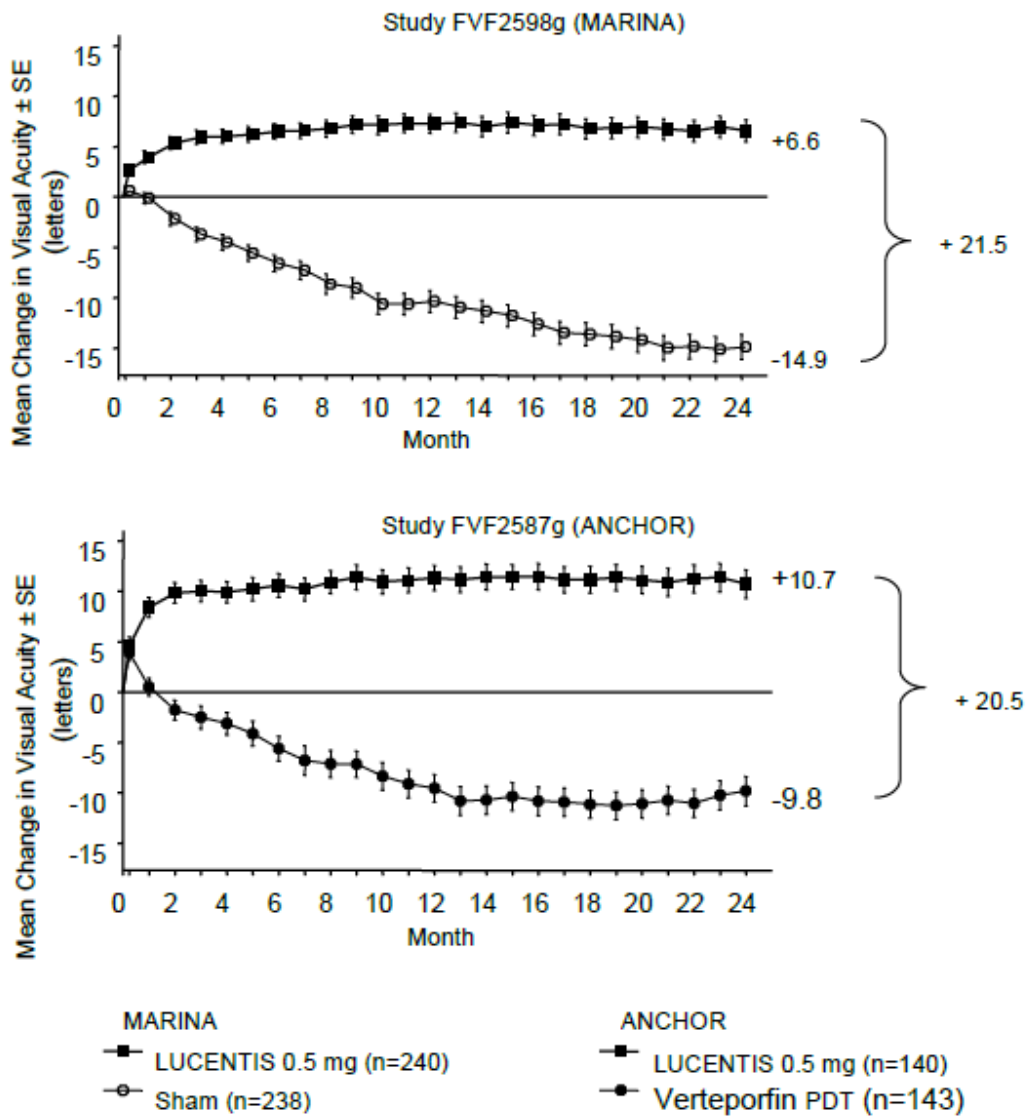 Study FVF2598g (MARINA)
Mean Change in Visual Acuity ± SE
(letters)
15
10
5
0
-5
-10
-15
+6.6
+ 21.5
-14.9
0 2 4 6 8 10 12 14 16 18 20 22 24
Month
Study FVF2587g (ANCHOR)
Mean Change in Visual Acuity ± SE
(letters)
15
10
5
0
-5
-10
-15
+10.7
+ 20.5
-9.8
0 2 4 6 8 10 12 14 16 18 20 22 24
Month
MARINA
LUCENTIS 0.5 mg (n=240)
Sham (n=238)
ANCHOR
LUCENTIS 0.5 mg (n=140)
Verteporfin PDT (n=143)